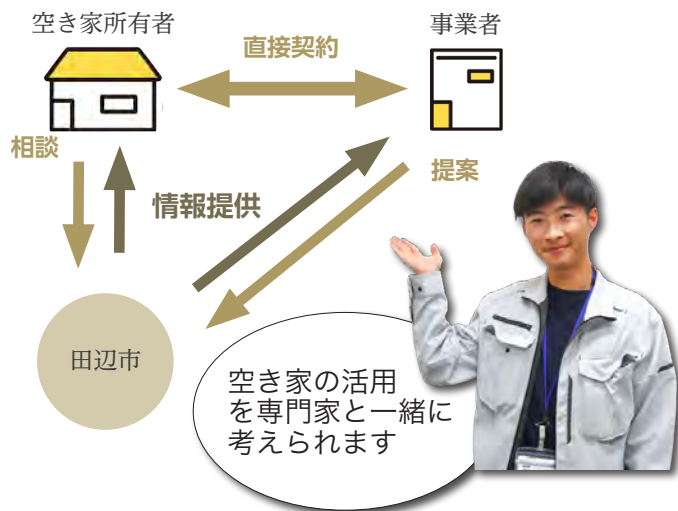 空き家所有者
事業者
直接契約
相談
提案
情報提供
田辺市
空き家の活用
を専門家と一緒に
考えられます